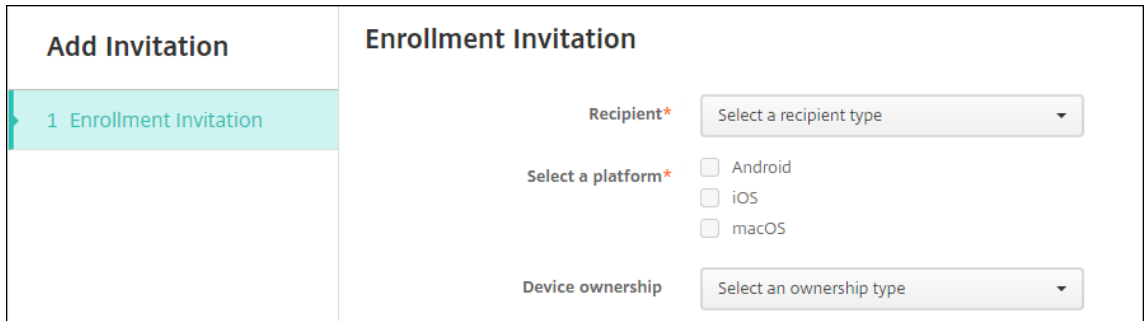 Add Invitation
1 Enrollment Invitation
Enrollment Invitation
Recipient*
Select a recipient type
Select a platform*
Android
iOS
macOS
Device ownership
Select an ownership type